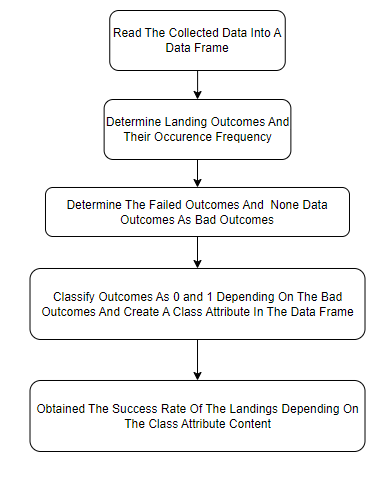 Read The Collected Data Into A
Data Frame
Determine Landing Outcomes And
Their Occurence Frequency
Determine The Failed Outcomes And  None Data
Outcomes As Bad Outcomes
Classify Outcomes As 0 and 1 Depending On The Bad
Outcomes And Create A Class Attribute In The Data Frame
Obtained The Success Rate Of The Landings Depending On
The Class Attribute Content